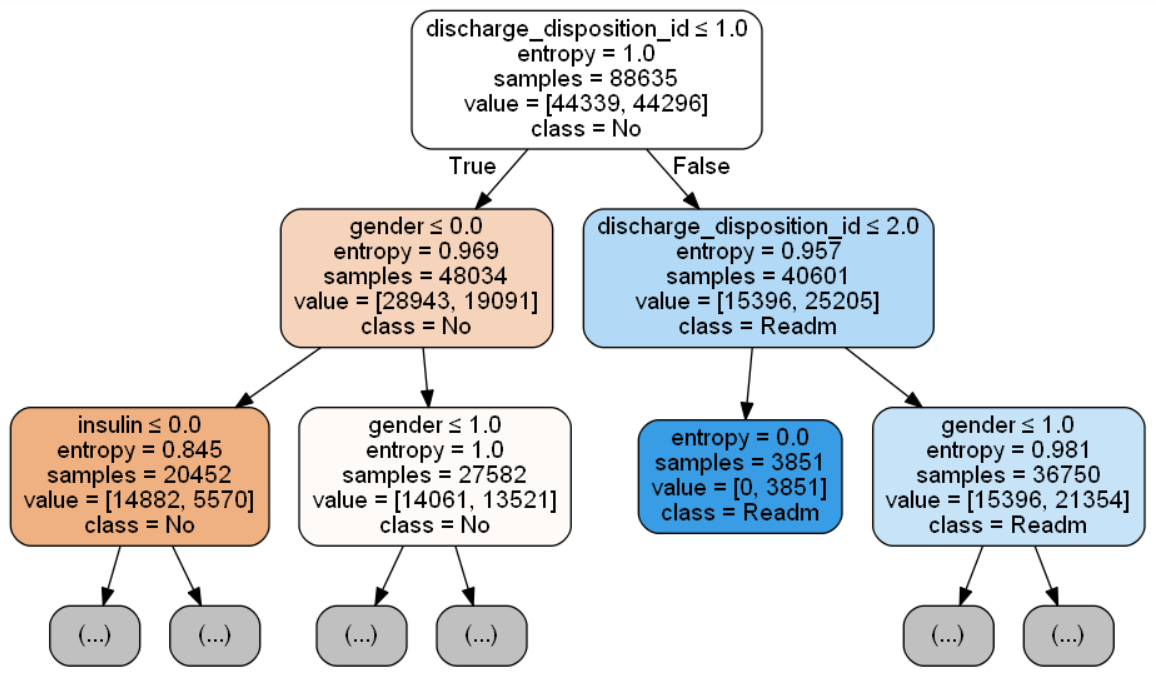 discharge_disposition_id ≤ 1.0
entropy = 1.0
samples = 88635
value = [44339, 44296]
class = No
True
False
gender ≤ 0.0
entropy = 0.969
samples = 48034
value = [28943, 19091]
class = No
discharge_disposition_id ≤ 2.0
entropy = 0.957
samples = 40601
value = [15396, 25205]
class = Readm
insulin ≤ 0.0
entropy = 0.845
samples = 20452
value = [14882, 5570]
class = No
gender ≤ 1.0
entropy = 1.0
samples = 27582
value = [14061, 13521]
class = No
entropy = 0.0
samples = 3851
value = [0, 3851]
class = Readm
gender ≤ 1.0
entropy = 0.981
samples = 36750
value = [15396, 21354]
class = Readm
(...)
(...)
(...)
(...)
(...)
(...)